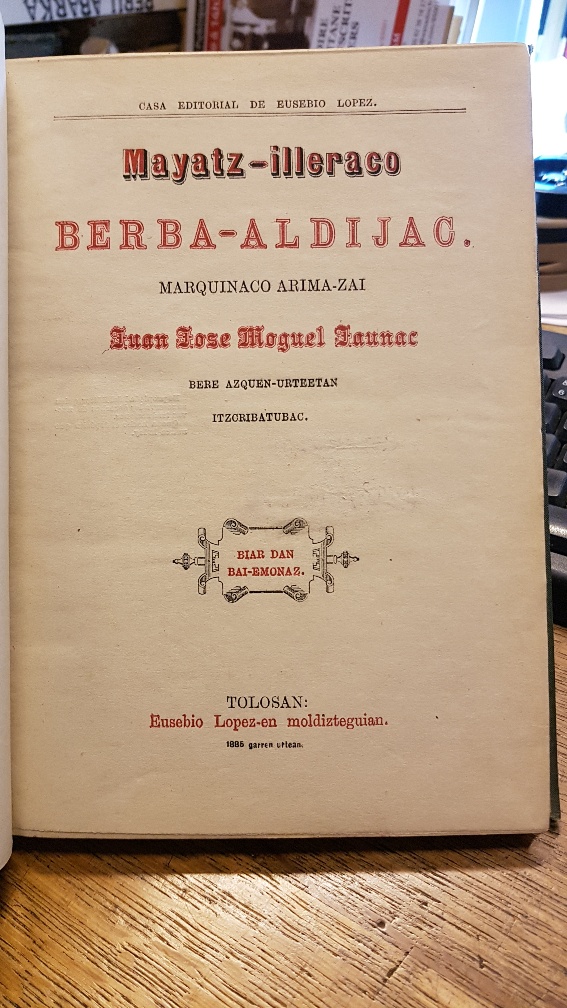 CASA EDITORIAL DE EUSEBIO LOPEZ.
Mayatz-illeraco
BERBA-ALDIJAC.
MARQUINACO ARIMA-ZAI
Juan Jose Moguel Jaunac
BERE AZQUEN-URTEETAN
ITZCRIBATUBAC.
BIAR DAN
BAI-EMONAZ.
TOLOSAN:
Eusebio Lopez-en moldizteguian.
1885 garren urtean.